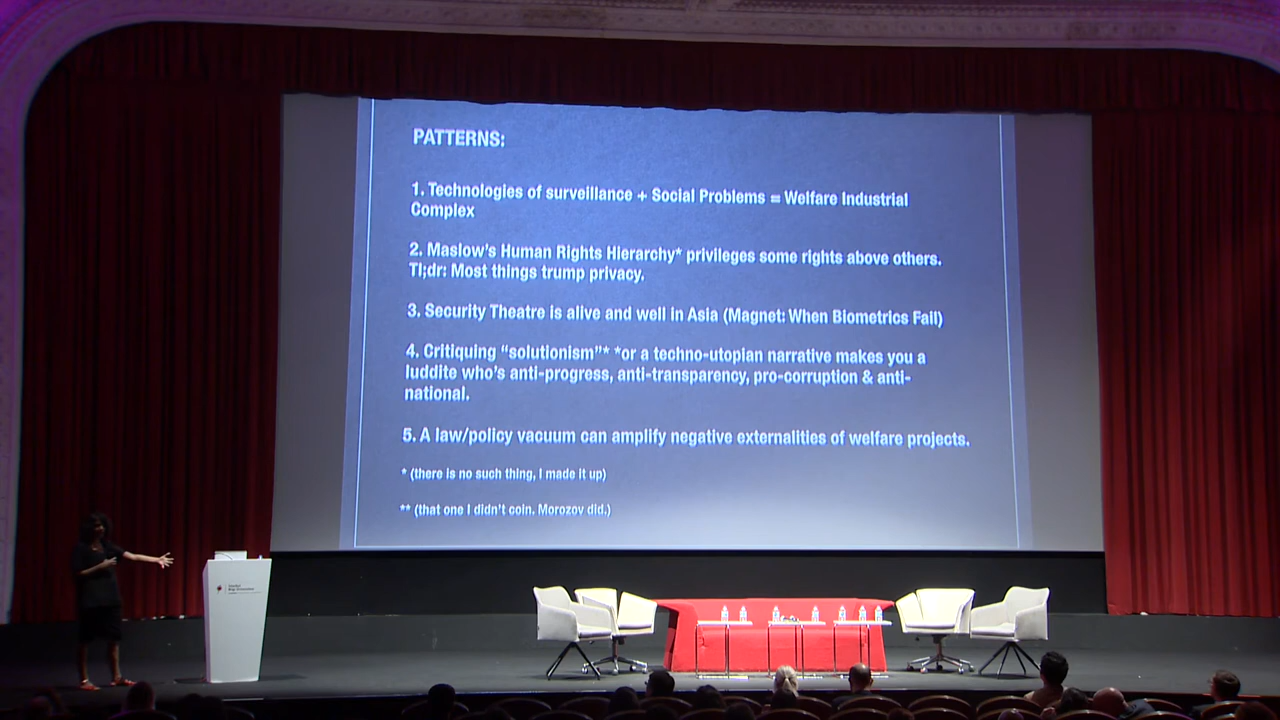 PATTERNS:
1. Technologies of surveillance + Social Problems = Welfare Industrial
Complex
2. Maslow's Human Rights Hierarchy* privileges some rights above others.
Tl;dr: Most things trump privacy.
3. Security Theatre is alive and well in Asia (Magnet: When Biometrics Fail)
4. Critiquing “solutionism”* *or a techno-utopian narrative makes you a
luddite who's anti-progress, anti-transparency, pro-corruption & anti-
national.
5. A law/policy vacuum can amplify negative externalities of welfare projects.
* (there is no such thing, I made it up)
** (that one I didn't coin. Morozov did.)